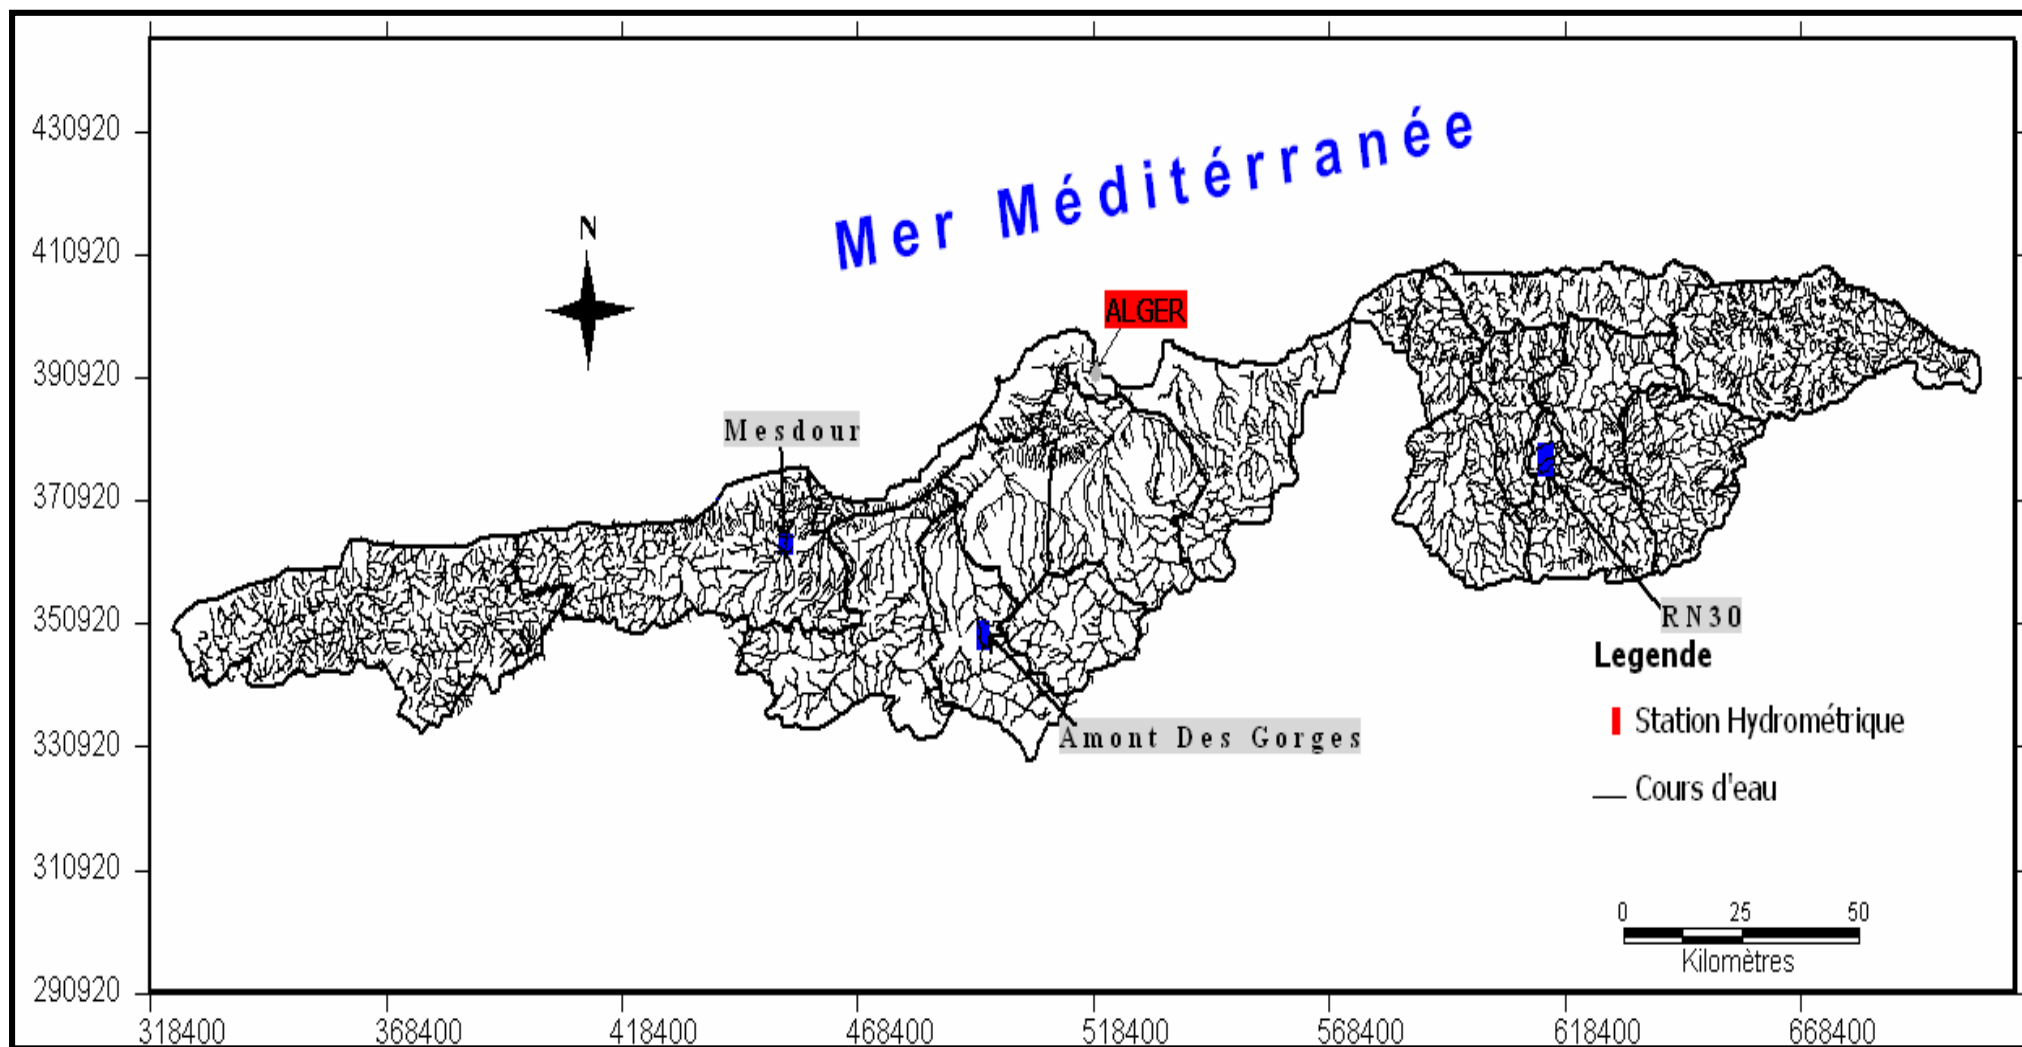 430920
410920
390920
370920
350920
330920
310920
290920
Mer Méditérranée
N
ALGER
Mesdour
RN30
Amont Des Gorges
Legende
Station Hydrométrique
Cours d'eau
0 25 50
Kilomètres
318400 368400 418400 468400 518400 568400 618400 668400